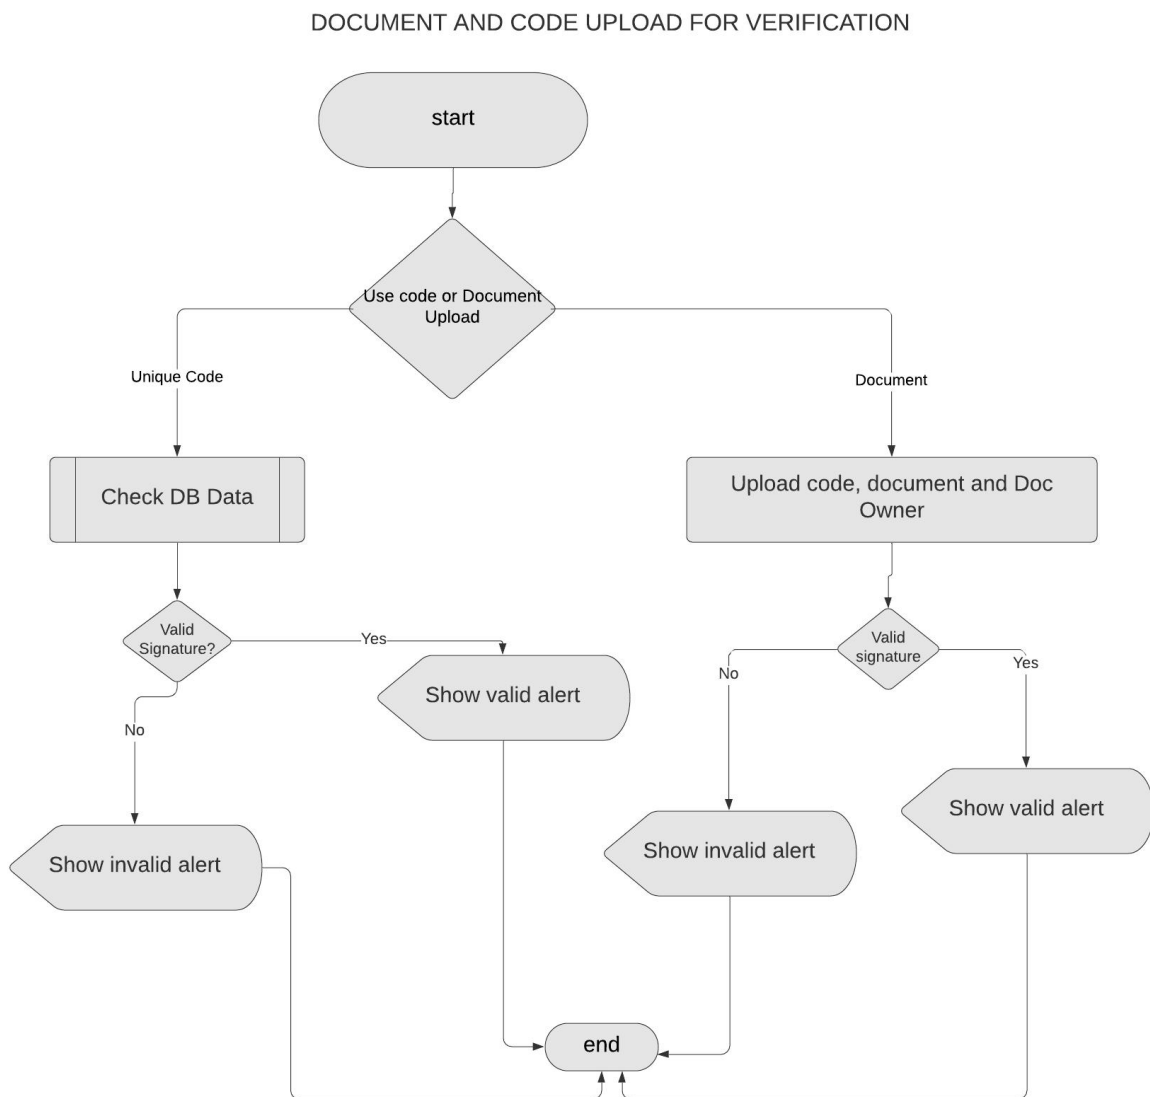 DOCUMENT AND CODE UPLOAD FOR VERIFICATION
start
Use code or Document
Upload
Unique Code
Document
Check DB Data
Upload code, document and Doc
Owner
Valid
Signature?
Yes
No
Show valid alert
Show invalid alert
Valid
signature
No
Yes
Show valid alert
Show invalid alert
end